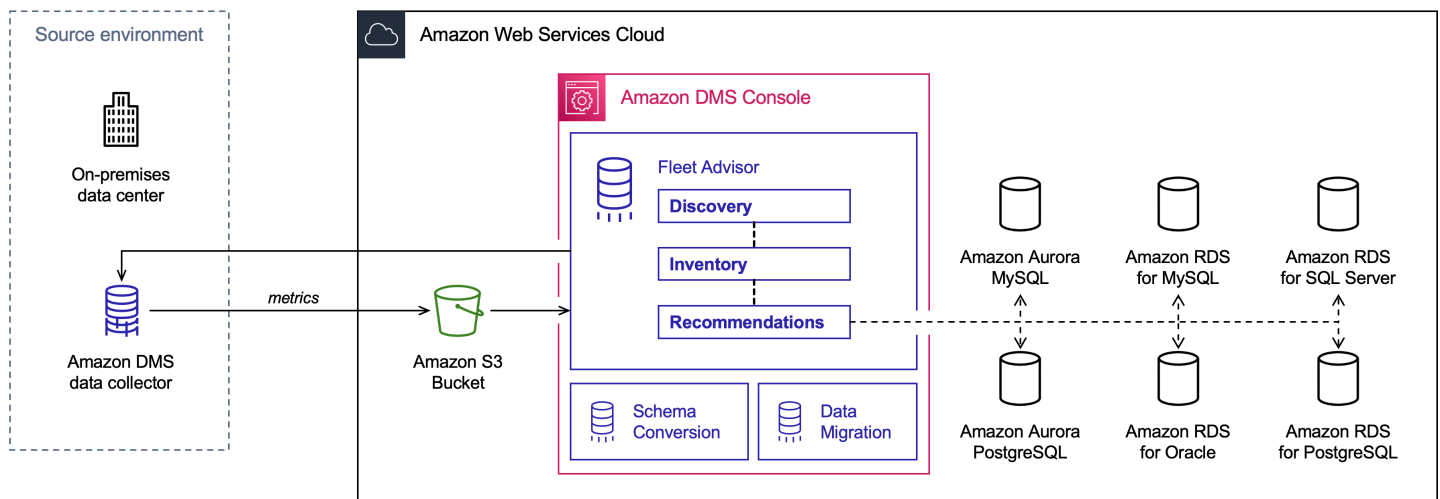 Source environment
On-premises
data center
Amazon DMS
data collector
metrics
Amazon Web Services Cloud
Amazon S3
Bucket
Amazon DMS Console
Fleet Advisor
Discovery
Inventory
Recommendations
Schema
Conversion
Data
Migration
Amazon Aurora
MySQL
Amazon RDS
for MySQL
Amazon RDS
for SQL Server
Amazon Aurora
PostgreSQL
Amazon RDS
for Oracle
Amazon RDS
for PostgreSQL